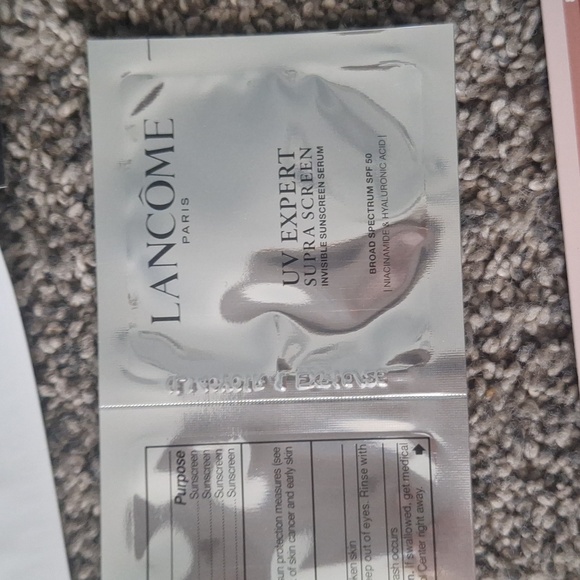 LANCÔME
PARIS
UV EXPERT
SUPRA SCREEN
INVISIBLE SUNSCREEN SERUM
BROAD SPECTRUM SPF 50
| NIACINAMIDE & HYALURONIC ACID |
Purpose
Sunscreen
Sunscreen
Sunscreen
Sunscreen
sun protection measures (see
of skin cancer and early skin
skin
eep out of eyes. Rinse with
occurs
If swallowed, get medical
Center right away.